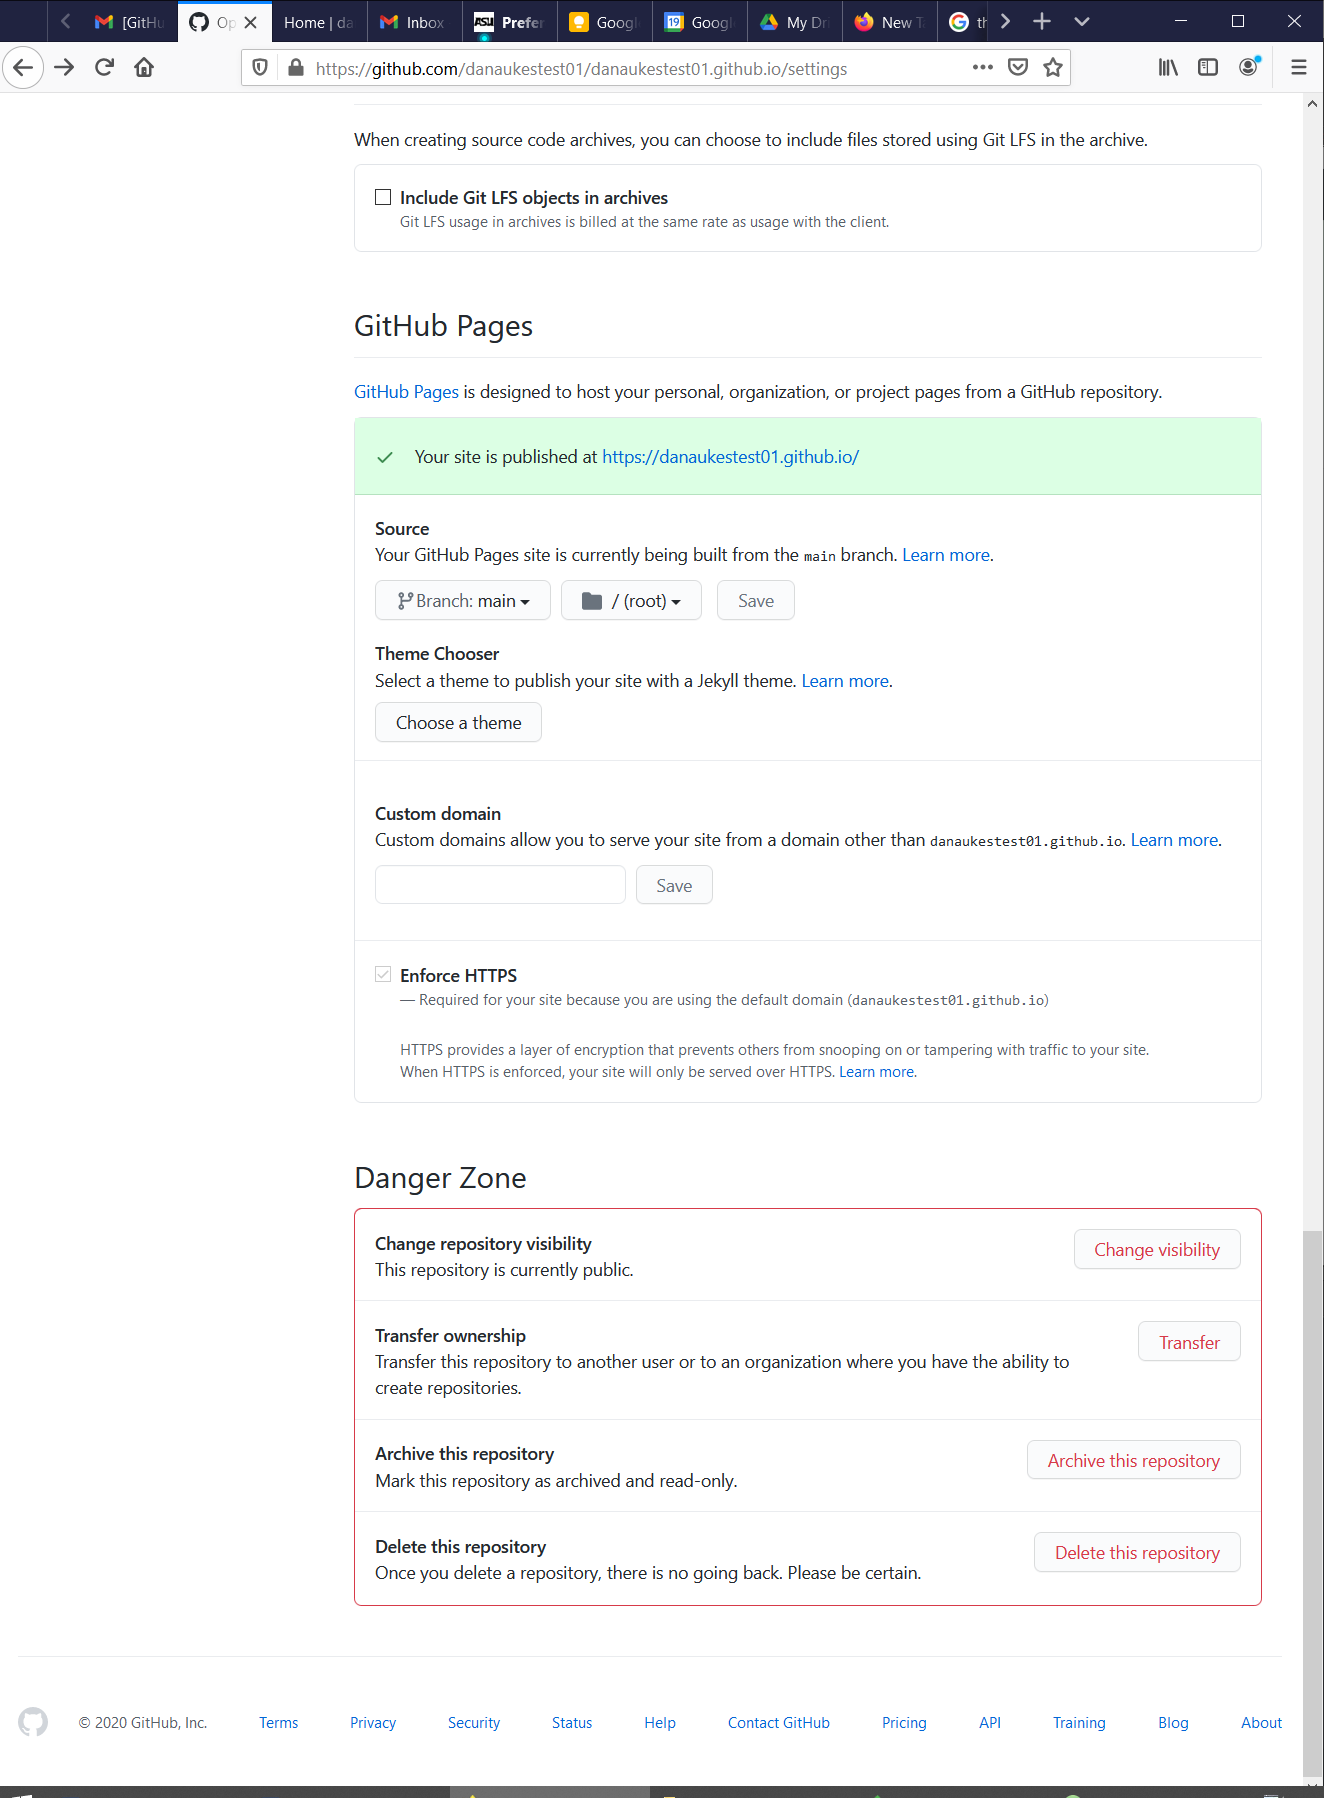 [GitHu
Op
Home | da
Inbox
ASU
Prefer
Googl
19
Googl
My Dri
New T
th
https://github.com/danaukestest01/danaukestest01.github.io/settings
When creating source code archives, you can choose to include files stored using Git LFS in the archive.
Include Git LFS objects in archives
Git LFS usage in archives is billed at the same rate as usage with the client.
GitHub Pages
GitHub Pages is designed to host your personal, organization, or project pages from a GitHub repository.
Your site is published at https://danaukestest01.github.io/
Source
Your GitHub Pages site is currently being built from the main branch. Learn more.
Branch: main
/ (root)
Save
Theme Chooser
Select a theme to publish your site with a Jekyll theme. Learn more.
Choose a theme
Custom domain
Custom domains allow you to serve your site from a domain other than danaukestest01.github.io. Learn more.
Save
Enforce HTTPS
— Required for your site because you are using the default domain (danaukestest01.github.io)
HTTPS provides a layer of encryption that prevents others from snooping on or tampering with traffic to your site.
When HTTPS is enforced, your site will only be served over HTTPS. Learn more.
Danger Zone
Change repository visibility
This repository is currently public.
Change visibility
Transfer ownership
Transfer this repository to another user or to an organization where you have the ability to
create repositories.
Transfer
Archive this repository
Mark this repository as archived and read-only.
Archive this repository
Delete this repository
Once you delete a repository, there is no going back. Please be certain.
Delete this repository
© 2020 GitHub, Inc.
Terms
Privacy
Security
Status
Help
Contact GitHub
Pricing
API
Training
Blog
About